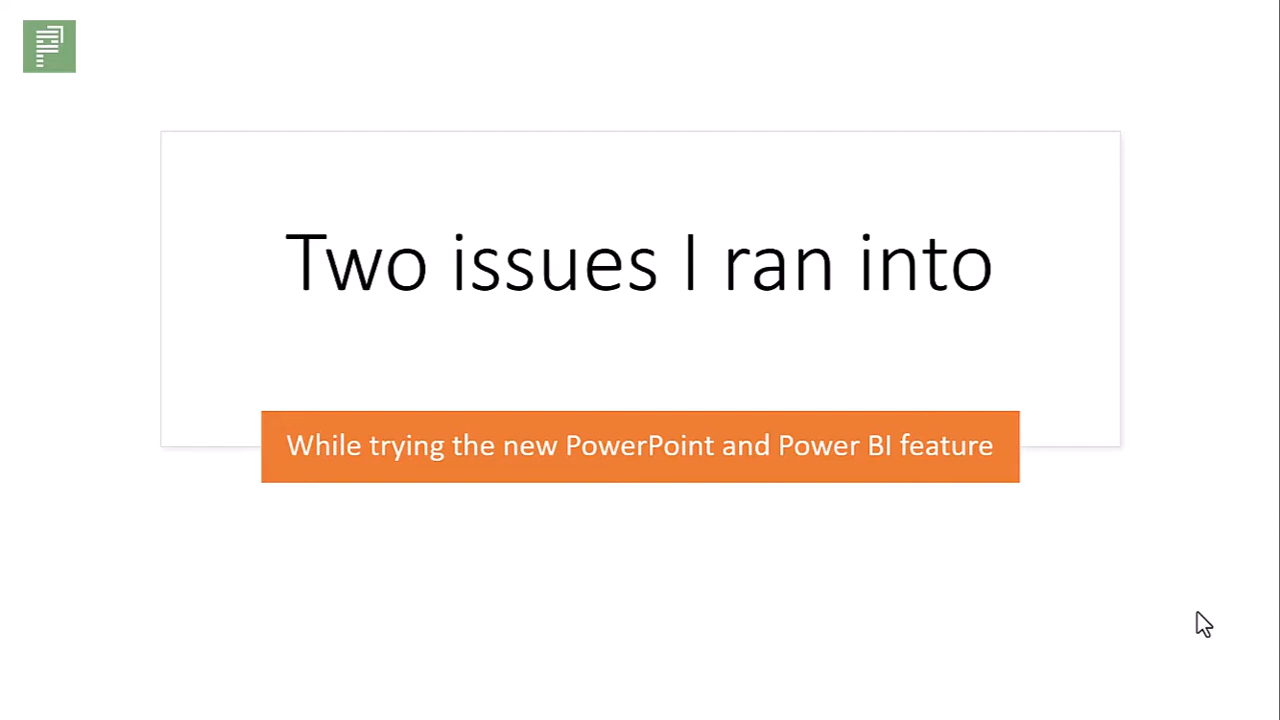 Two issues I ran into
While trying the new PowerPoint and Power BI feature